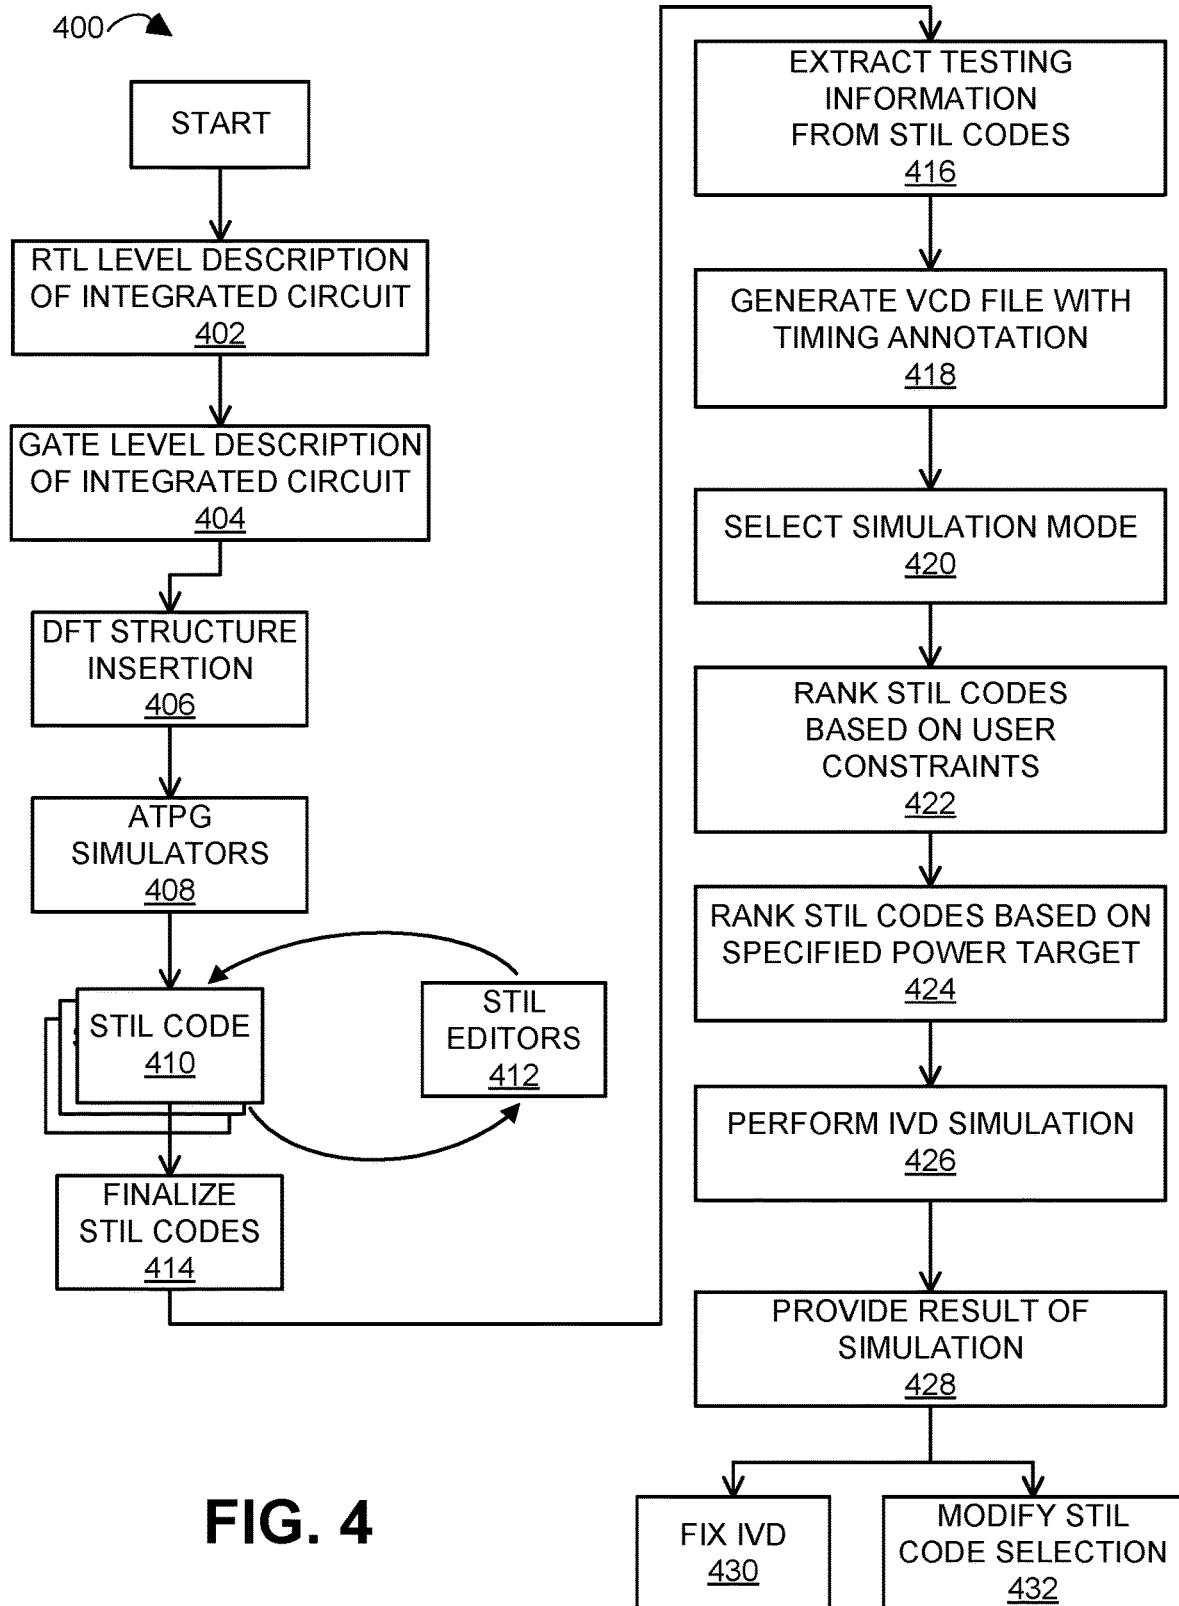 400
START
RTL LEVEL DESCRIPTION
OF INTEGRATED CIRCUIT
402
GATE LEVEL DESCRIPTION
OF INTEGRATED CIRCUIT
404
DFT STRUCTURE
INSERTION
406
ATPG
SIMULATORS
408
STIL CODE
410
STIL
EDITORS
412
FINALIZE
STIL CODES
414
EXTRACT TESTING
INFORMATION
FROM STIL CODES
416
GENERATE VCD FILE WITH
TIMING ANNOTATION
418
SELECT SIMULATION MODE
420
RANK STIL CODES
BASED ON USER
CONSTRAINTS
422
RANK STIL CODES BASED ON
SPECIFIED POWER TARGET
424
PERFORM IVD SIMULATION
426
PROVIDE RESULT OF
SIMULATION
428
FIX IVD
430
MODIFY STIL
CODE SELECTION
432
FIG. 4